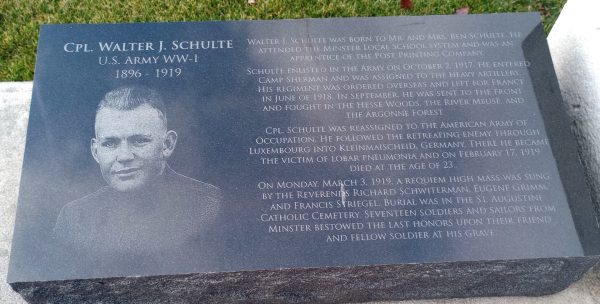 CPL. WALTER J. SCHULTE
U.S. ARMY WW-I
1896 - 1919
WALTER J. SCHULTE WAS BORN TO MR. AND MRS. BEN SCHULTE. HE
ATTENDED THE MINSTER LOCAL SCHOOL SYSTEM AND WAS AN
APPRENTICE OF THE POST PRINTING COMPANY.
SCHULTE ENLISTED IN THE ARMY ON OCTOBER 2, 1917. HE ENTERED
CAMP SHERMAN AND WAS ASSIGNED TO THE HEAVY ARTILLERY.
HIS REGIMENT WAS ORDERED OVERSEAS AND LEFT FOR FRANCE
IN JUNE OF 1918. IN SEPTEMBER, HE WAS SENT TO THE FRONT
AND FOUGHT IN THE HESSE WOODS, THE RIVER MEUSE, AND
THE ARGONNE FOREST.
CPL. SCHULTE WAS REASSIGNED TO THE AMERICAN ARMY OF
OCCUPATION. HE FOLLOWED THE RETREATING ENEMY THROUGH
LUXEMBOURG INTO KLEINMAISCHEID, GERMANY. THERE HE BECAME
THE VICTIM OF LOBAR PNEUMONIA AND ON FEBRUARY 17, 1919
DIED AT THE AGE OF 23.
ON MONDAY, MARCH 3, 1919, A REQUIEM HIGH MASS WAS SUNG
BY THE REVERENDS RICHARD SCHWITERMAN, EUGENE GRIMM,
AND FRANCIS STRIEGEL. BURIAL WAS IN THE ST. AUGUSTINE
CATHOLIC CEMETERY. SEVENTEEN SOLDIERS AND SAILORS FROM
MINSTER BESTOWED THE LAST HONORS UPON THEIR FRIEND
AND FELLOW SOLDIER AT HIS GRAVE.